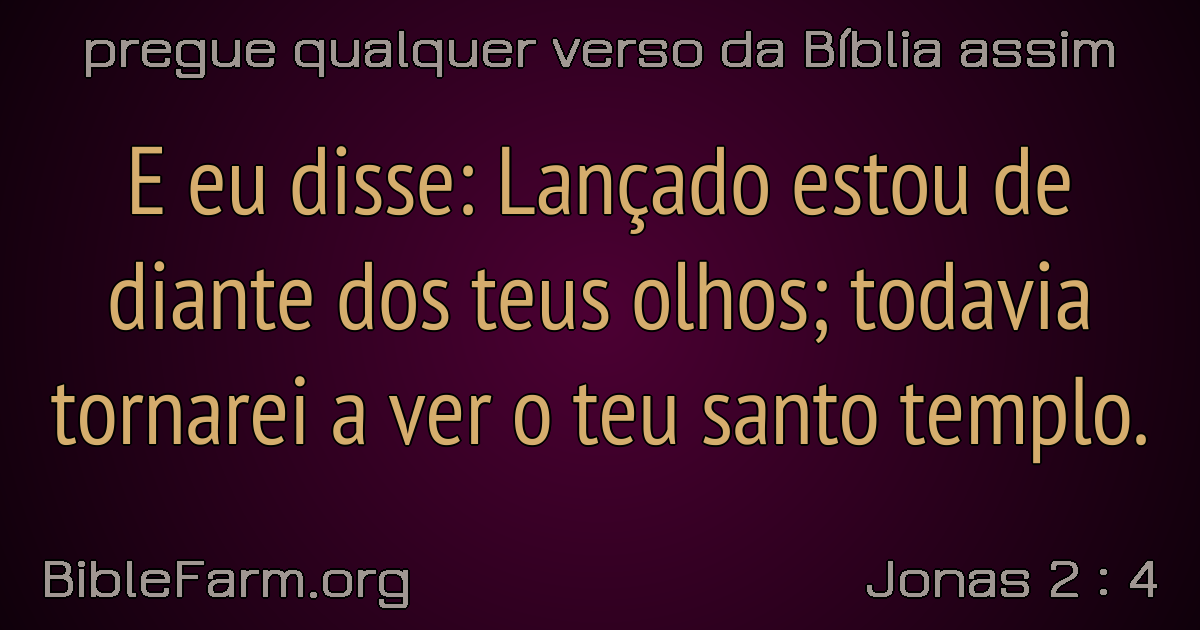 pregue qualquer verso da Bíblia assim
E eu disse: Lançado estou de
diante dos teus olhos; todavia
tornarei a ver o teu santo templo.
BibleFarm.org
Jonas 2 : 4